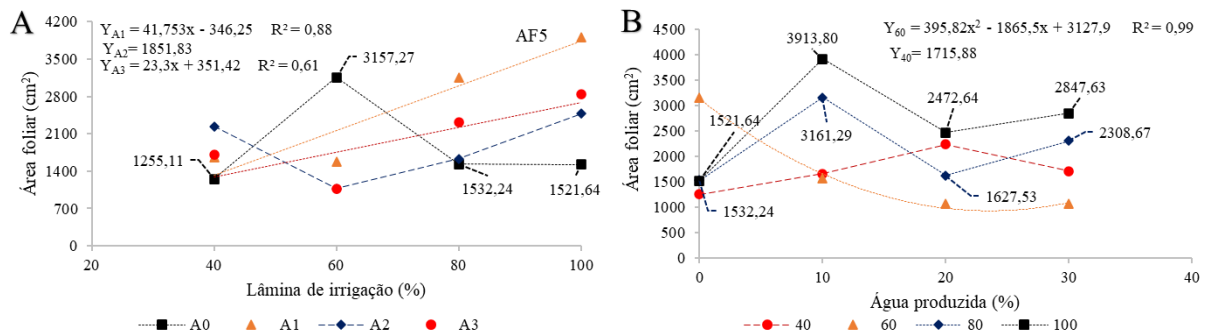 A
Y_A1 = 41,753x - 346,25 R² = 0,88
Y_A2 = 1851,83
Y_A3 = 23,3x + 351,42 R² = 0,61
AF5
Área foliar (cm²)
4200
3500
2800
2100
1400
700
0
3157,27
1255,11
1532,24
1521,64
20
40
60
80
100
Lâmina de irrigação (%)
A0 A1 A2 A3
B
Y₆₀ = 395,82x² - 1865,5x + 3127,9 R² = 0,99
Y₄₀= 1715,88
Área foliar (cm²)
4500
4000
3500
3000
2500
2000
1500
1000
500
0
3913,80
1521,64
2472,64
2847,63
3161,29
2308,67
1532,24
1627,53
0
10
20
30
40
Água produzida (%)
40 60 80 100